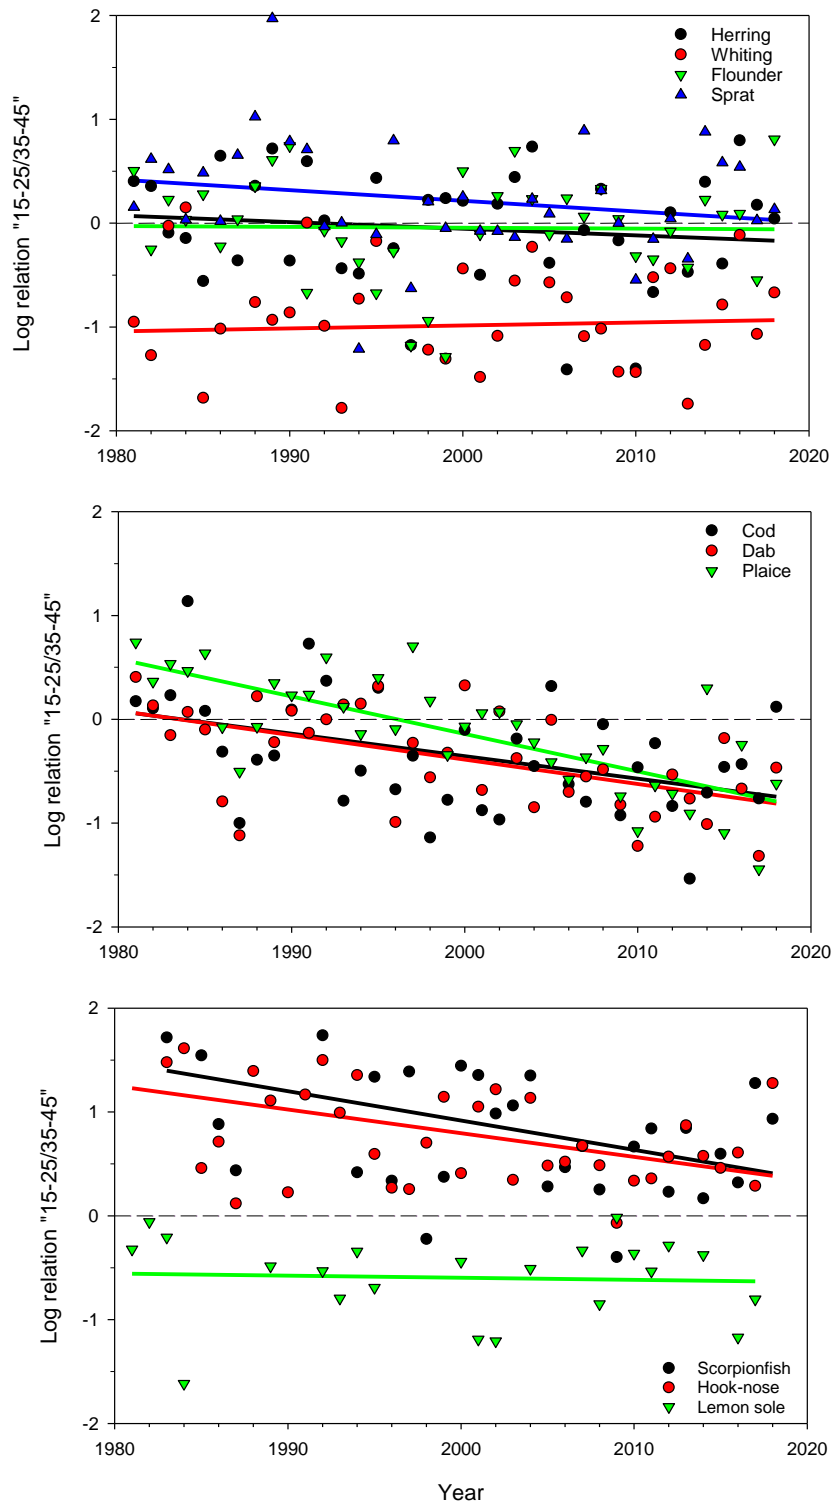 2
Herring
Whiting
Flounder
Sprat
1
0
-1
-2
Log relation "15-25/35-45"
1980
1990
2000
2010
2020
2
Cod
Dab
Plaice
1
0
-1
-2
Log relation "15-25/35-45"
1980
1990
2000
2010
2020
2
1
0
-1
-2
Log relation "15-25/35-45"
Scorpionfish
Hook-nose
Lemon sole
1980
1990
2000
2010
2020
Year